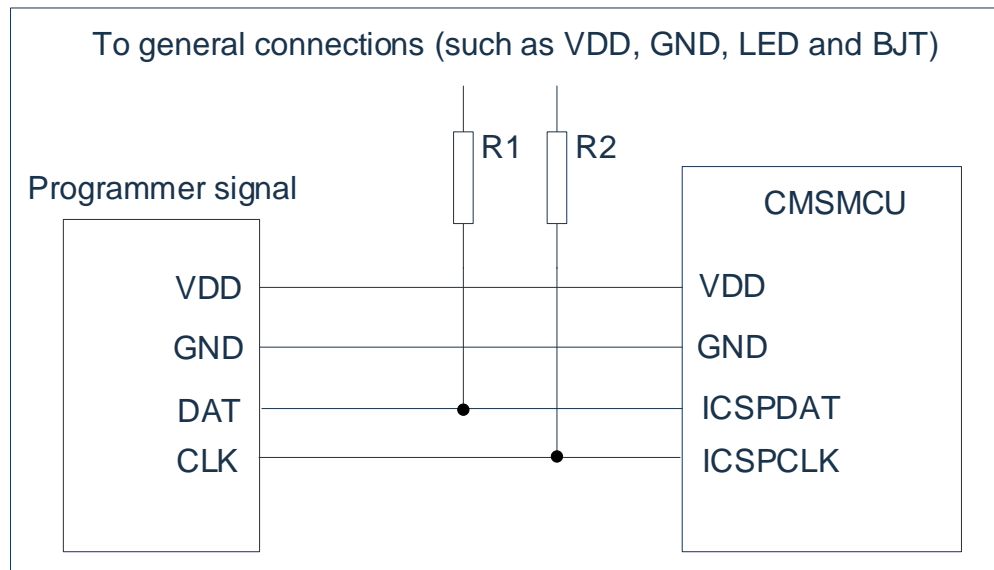 To general connections (such as VDD, GND, LED and BJT)
R1
R2
Programmer signal
CMSMCU
VDD
VDD
GND
GND
DAT
ICSPDAT
CLK
ICSPCLK